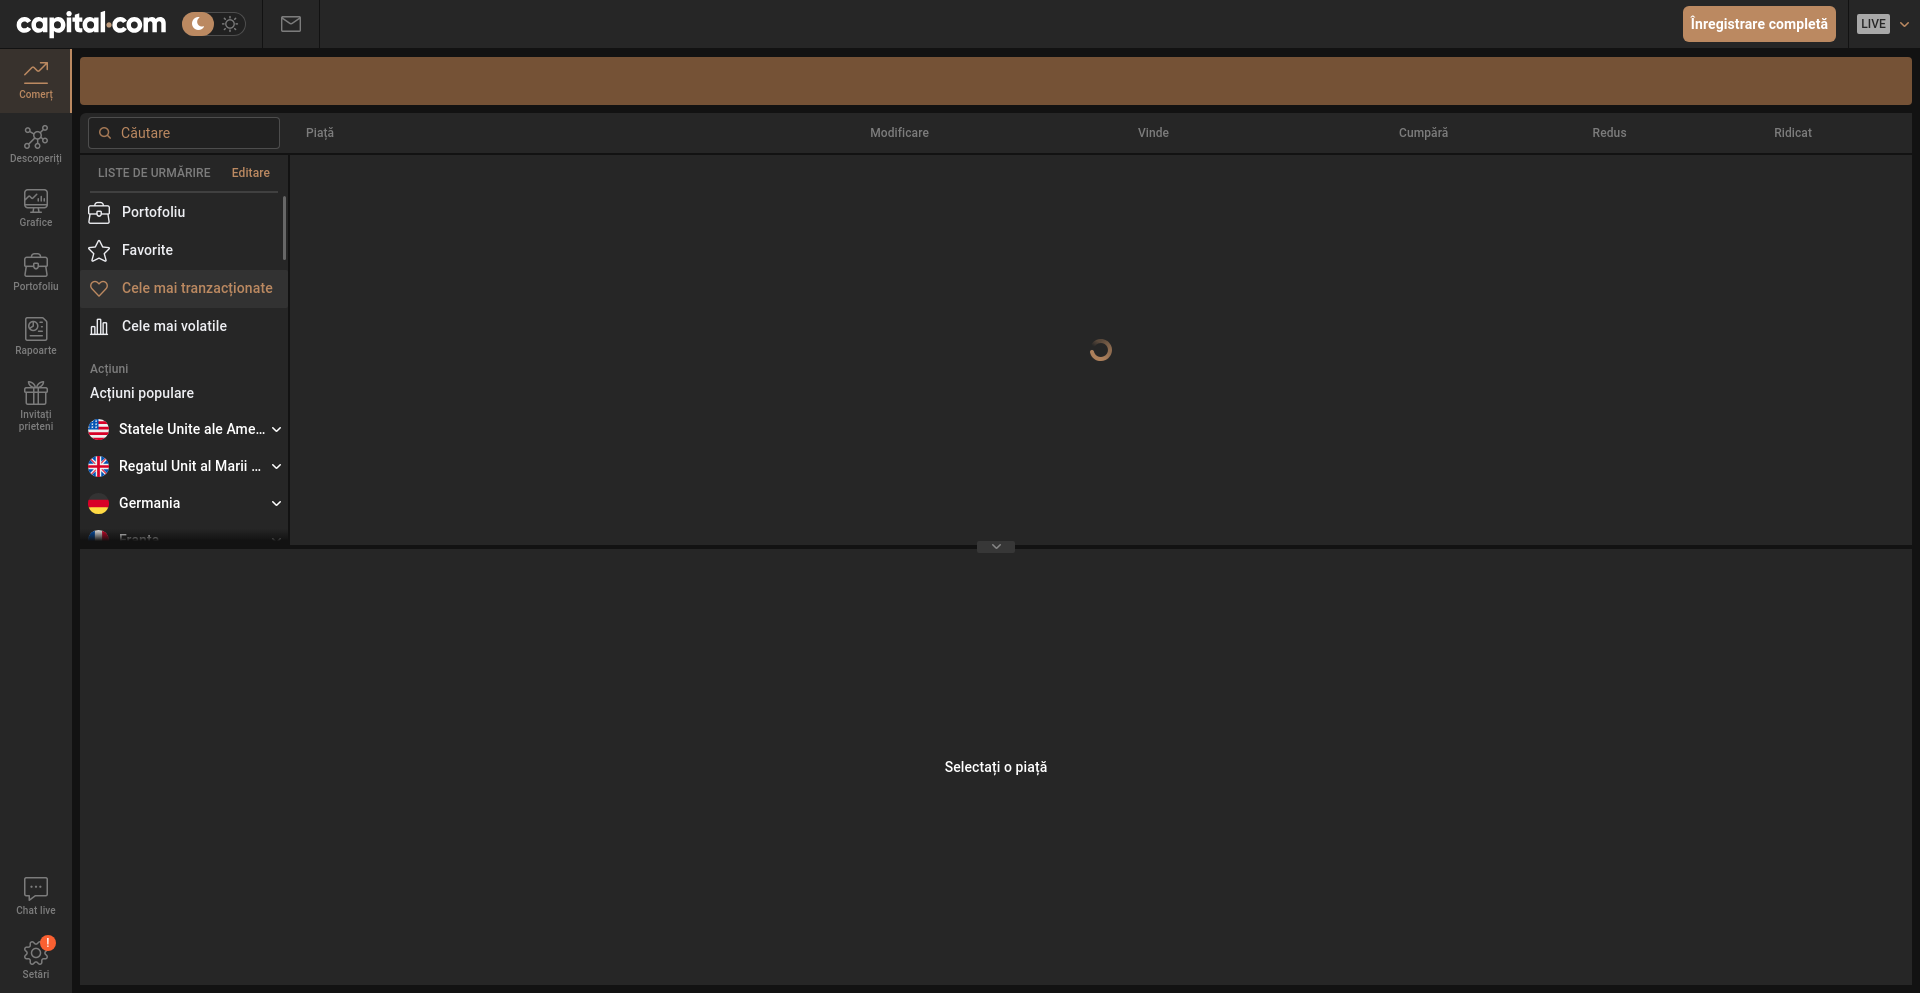 capital.com
Înregistrare completă
LIVE
Comerț
Descoperiți
Grafice
Portofoliu
Rapoarte
Invitați
prieteni
Chat live
!
Setări
Căutare
Piață
Modificare
Vinde
Cumpără
Redus
Ridicat
LISTE DE URMĂRIRE
Editare
Portofoliu
Favorite
Cele mai tranzacționate
Cele mai volatile
Acțiuni
Acțiuni populare
Statele Unite ale Ame...
Regatul Unit al Marii ...
Germania
Franța
Selectați o piață